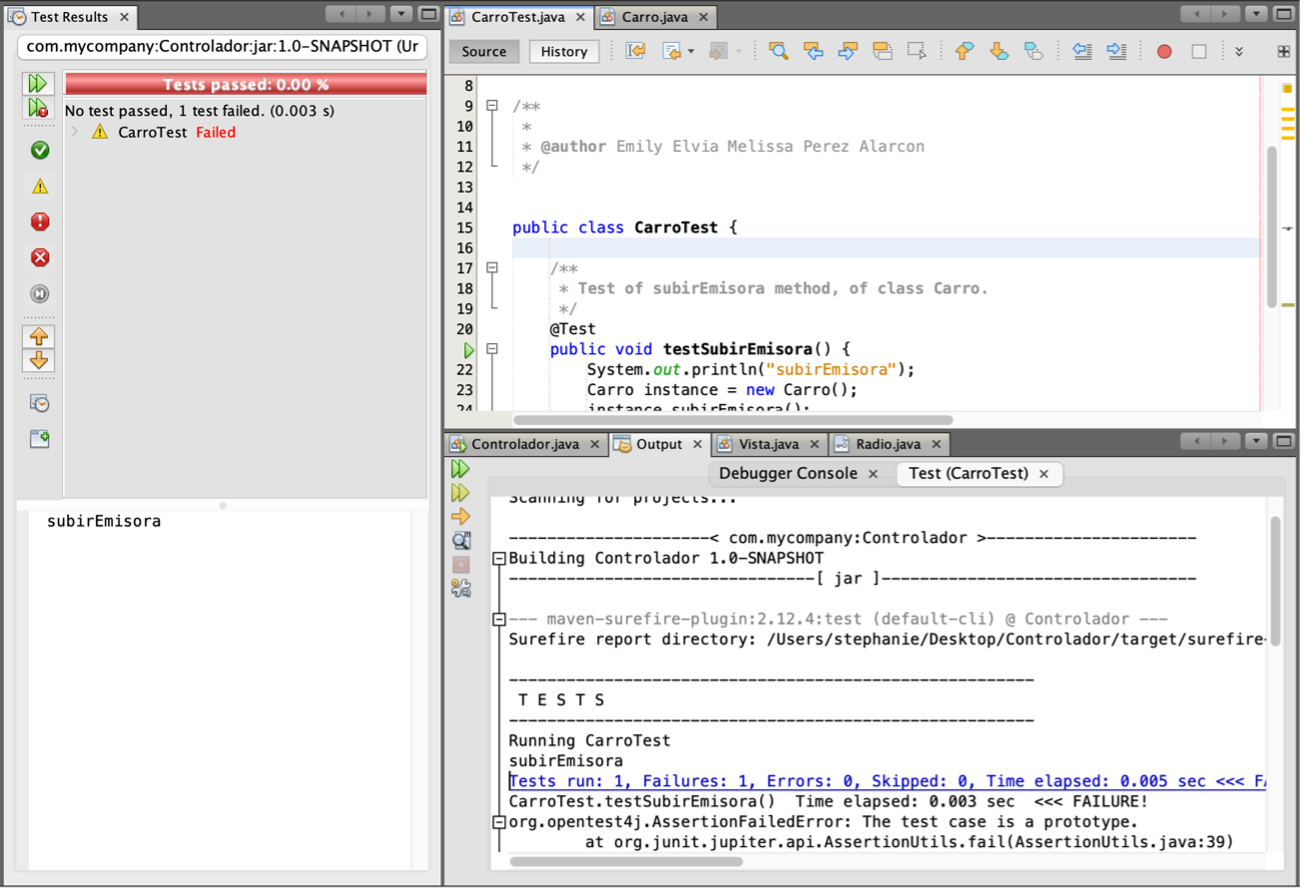 Test Results
com.mycompany:Controlador:jar:1.0-SNAPSHOT (Ur
Tests passed: 0.00 %
No test passed, 1 test failed. (0.003 s)
CarroTest Failed
subirEmisora
CarroTest.java
Carro.java
Source
History
8
9 /**
10 *
11 * @author Emily Elvia Melissa Perez Alarcon
12 */
13
14
15 public class CarroTest {
16
17 /**
18 * Test of subirEmisora method, of class Carro.
19 */
20 @Test
public void testSubirEmisora() {
22 System.out.println("subirEmisora");
23 Carro instance = new Carro();
24 instance.subirEmisora();
Controlador.java
Output
Vista.java
Radio.java
Debugger Console
Test (CarroTest)
Scanning for projects...
---------------------< com.mycompany:Controlador >----------------------
Building Controlador 1.0-SNAPSHOT
--------------------------------[ jar ]---------------------------------
--- maven-surefire-plugin:2.12.4:test (default-cli) @ Controlador ---
Surefire report directory: /Users/stephanie/Desktop/Controlador/target/surefire-
-------------------------------------------------------
T E S T S
-------------------------------------------------------
Running CarroTest
subirEmisora
Tests run: 1, Failures: 1, Errors: 0, Skipped: 0, Time elapsed: 0.005 sec <<< FA
CarroTest.testSubirEmisora() Time elapsed: 0.003 sec <<< FAILURE!
org.opentest4j.AssertionFailedError: The test case is a prototype.
at org.junit.jupiter.api.AssertionUtils.fail(AssertionUtils.java:39)